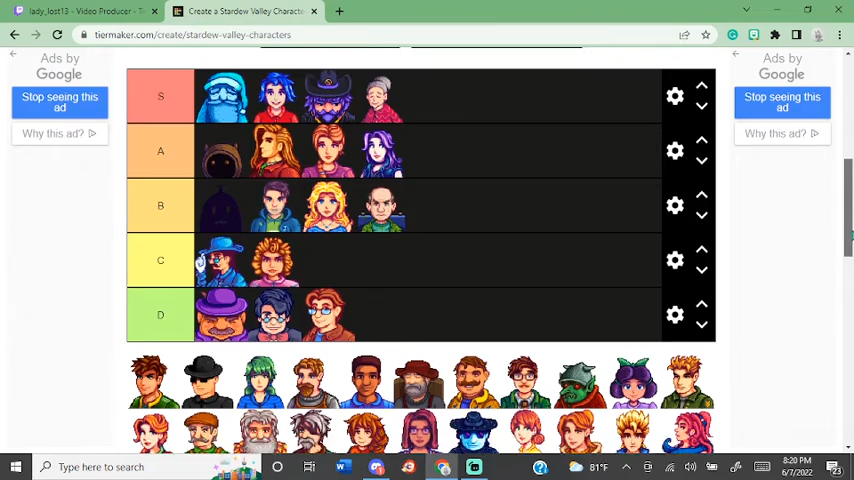 lady_lost13 - Video Producer - T
Create a Stardew Valley Characte
tiermaker.com/create/stardew-valley-characters
Ads by
Google
Stop seeing this
ad
Why this ad?
S
A
B
C
D
Ads by
Google
Stop seeing this
ad
Why this ad?
Type here to search
81°F
8:20 PM
6/7/2022
23